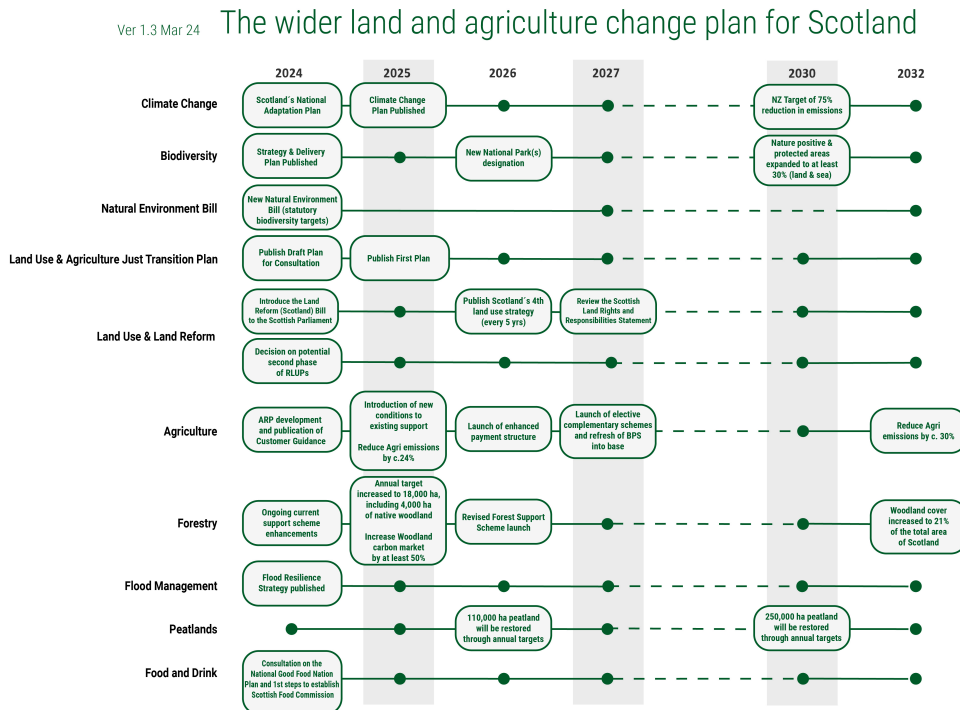 Ver 1.3 Mar 24
The wider land and agriculture change plan for Scotland
2024
2025
2026
2027
2030
2032
Climate Change
Scotland´s National
Adaptation Plan
Climate Change
Plan Published
NZ Target of 75%
reduction in emissions
Biodiversity
Strategy & Delivery
Plan Published
New National Park(s)
designation
Nature positive &
protected areas
expanded to at least
30% (land & sea)
Natural Environment Bill
New Natural Environment
Bill (statutory
biodiversity targets)
Land Use & Agriculture Just Transition Plan
Publish Draft Plan
for Consultation
Publish First Plan
Land Use & Land Reform
Introduce the Land
Reform (Scotland) Bill
to the Scottish Parliament
Publish Scotland´s 4th
land use strategy
(every 5 yrs)
Review the Scottish
Land Rights and
Responsibilities Statement
Decision on potential
second phase
of RLUPs
Agriculture
ARP development
and publication of
Customer Guidance
Introduction of new
conditions to
existing support
Reduce Agri emissions
by c.24%
Launch of enhanced
payment structure
Launch of elective
complementary schemes
and refresh of BPS
into base
Reduce Agri
emissions by c. 30%
Forestry
Ongoing current
support scheme
enhancements
Annual target
increased to 18,000 ha,
including 4,000 ha
of native woodland
Increase Woodland
carbon market
by at least 50%
Revised Forest Support
Scheme launch
Woodland cover
increased to 21%
of the total area
of Scotland
Flood Management
Flood Resilience
Strategy published
Peatlands
110,000 ha peatland
will be restored
through annual targets
250,000 ha peatland
will be restored
through annual targets
Food and Drink
Consultation on the
National Good Food Nation
Plan and 1st steps to establish
Scottish Food Commission